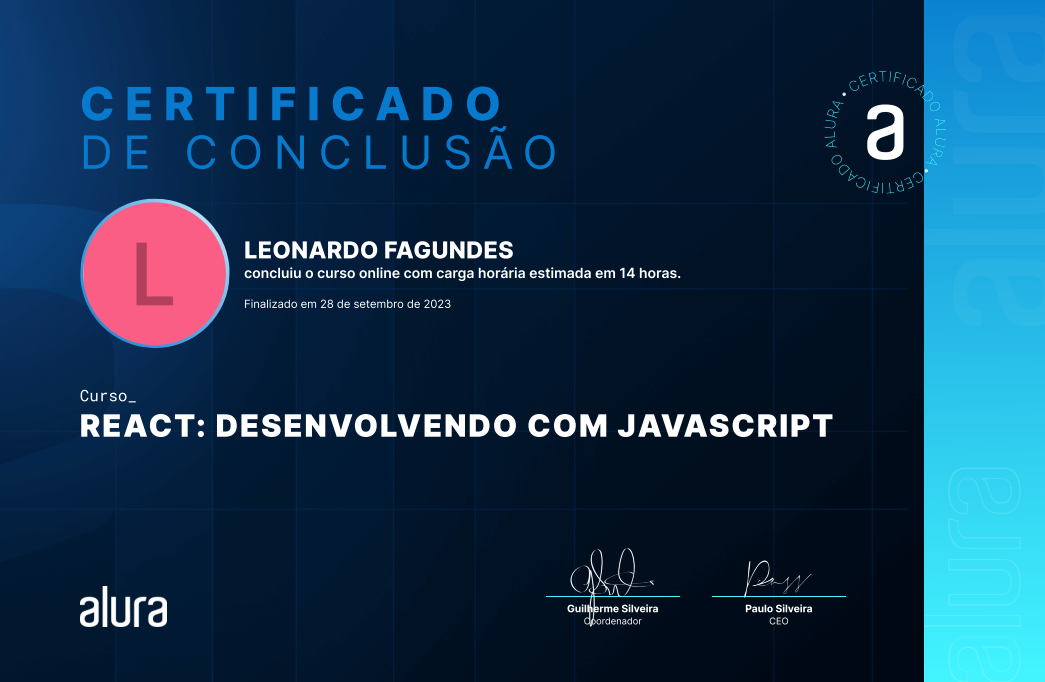 CERTIFICADO
DE CONCLUSÃO
CERTIFICADO ALURA • CERTIFICADO ALURA •
a
L
LEONARDO FAGUNDES
concluiu o curso online com carga horária estimada em 14 horas.
Finalizado em 28 de setembro de 2023
Curso_
REACT: DESENVOLVENDO COM JAVASCRIPT
alura
Guilherme Silveira
Coordenador
Paulo Silveira
CEO
alura
alura